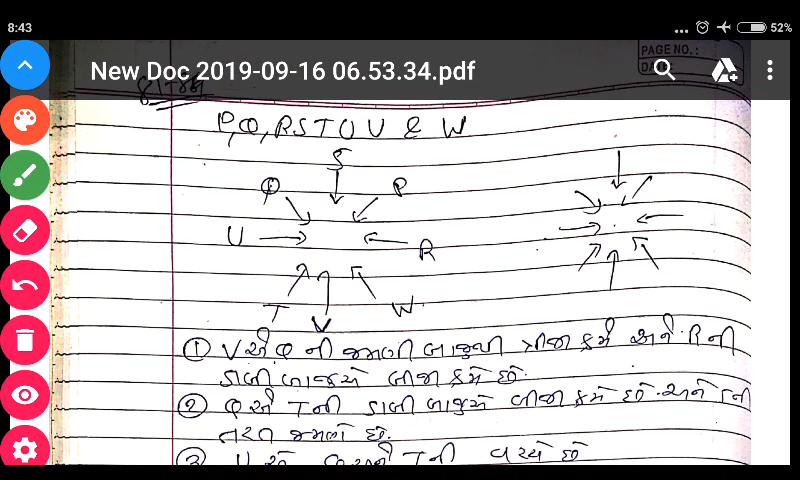 8:43
52%
PAGE NO.:
New Doc 2019-09-16 06.53.34.pdf
P, Q, R, S T U V & W
S
Q P
U R
T V W
① V એ Q ની જમણી બાજુથી ત્રીજા ક્રમે અને R ની
ડાબી બાજુએ બીજા ક્રમે છે.
② Q એ T ની ડાબી બાજુએ બીજા ક્રમે છે. અને S ની
તરત જમણે છે.
③ U એ Q અને T ની વચ્ચે છે